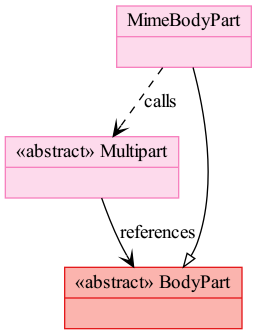 MimeBodyPart
calls
«abstract» Multipart
references
«abstract» BodyPart